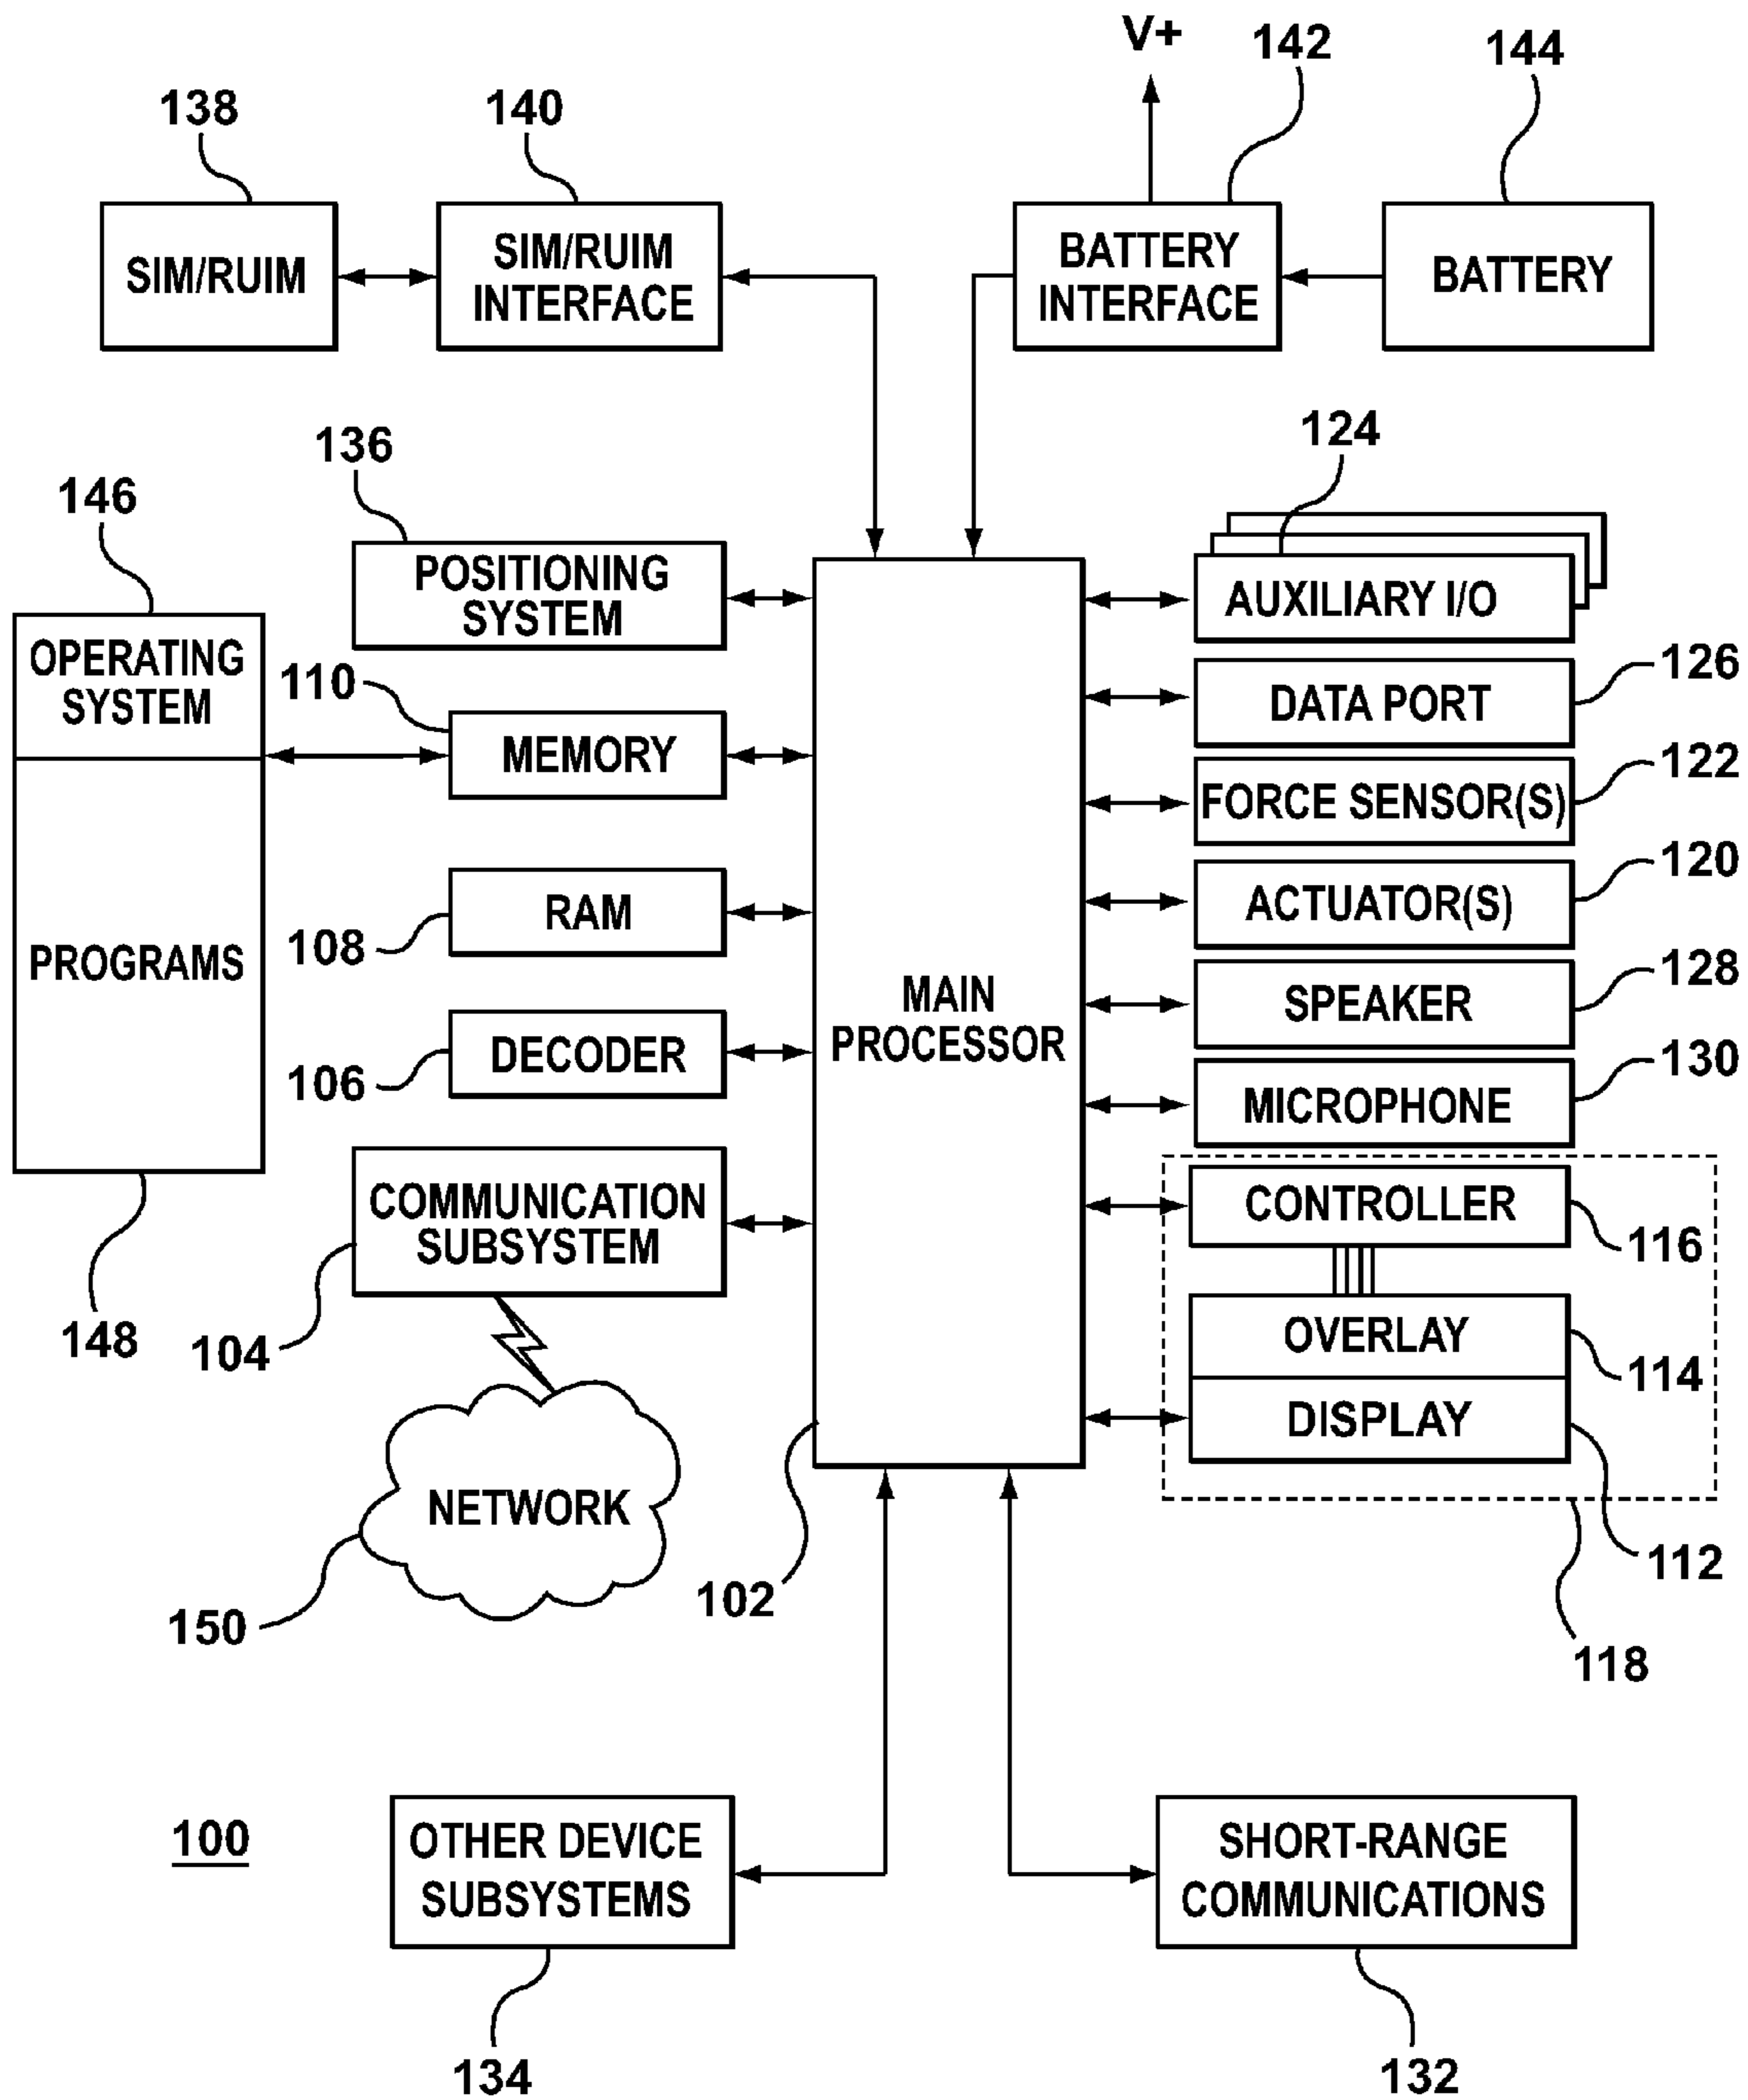 V+
142
144
138
140
SIM/RUIM
SIM/RUIM
INTERFACE
BATTERY
INTERFACE
BATTERY
124
136
146
POSITIONING
SYSTEM
AUXILIARY I/O
OPERATING
SYSTEM
110
126
DATA PORT
MEMORY
122
FORCE SENSOR(S)
120
RAM
ACTUATOR(S)
108
PROGRAMS
128
MAIN
PROCESSOR
SPEAKER
DECODER
106
130
MICROPHONE
COMMUNICATION
SUBSYSTEM
CONTROLLER
116
148
104
OVERLAY
114
DISPLAY
NETWORK
112
102
150
118
100
OTHER DEVICE
SUBSYSTEMS
SHORT-RANGE
COMMUNICATIONS
134
132